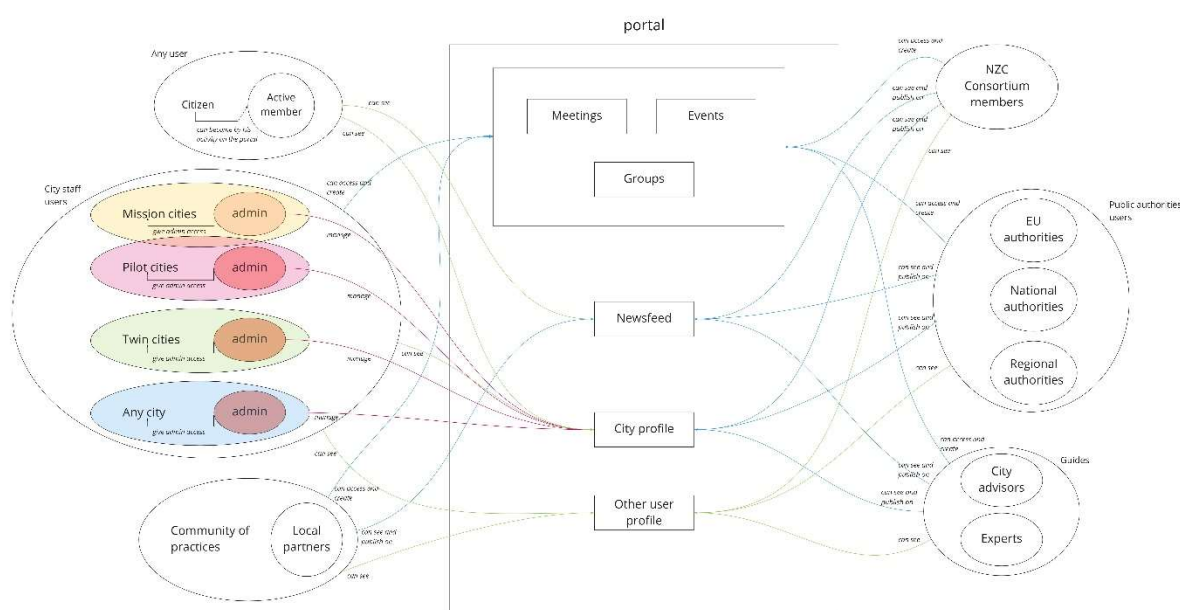 portal
Any user
Citizen
Active
member
can become by his
activity on the portal
can see
can see
City staff
users
Mission cities
admin
give admin access
Pilot cities
admin
give admin access
Twin cities
admin
give admin access
Any city
admin
give admin access
can access and
create
manage
manage
manage
can see
manage
can see
Community of
practices
Local
partners
can access and
create
can see and
publish on
can see
Meetings
Events
Groups
Newsfeed
City profile
Other user
profile
can access and
create
can see and
publish on
can see and
publish on
can see
NZC
Consortium
members
can access and
create
can see and
publish on
can see and
publish on
can see
Public authorities
users
EU
authorities
National
authorities
Regional
authorities
can access and
create
can see and
publish on
can see and
publish on
can see
Guides
City
advisors
Experts